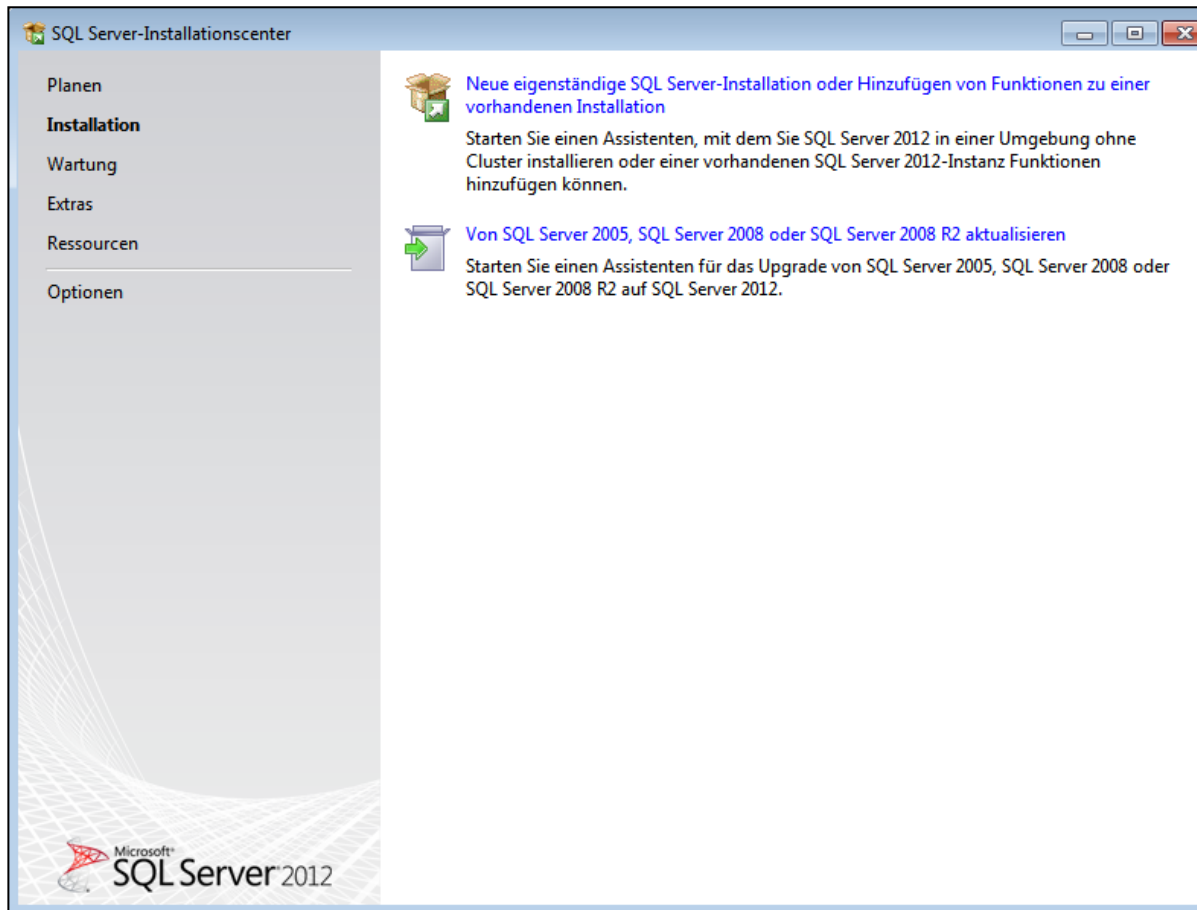 SQL Server-Installationscenter
Planen
Installation
Wartung
Extras
Ressourcen
Optionen
Neue eigenständige SQL Server-Installation oder Hinzufügen von Funktionen zu einer
vorhandenen Installation
Starten Sie einen Assistenten, mit dem Sie SQL Server 2012 in einer Umgebung ohne
Cluster installieren oder einer vorhandenen SQL Server 2012-Instanz Funktionen
hinzufügen können.
Von SQL Server 2005, SQL Server 2008 oder SQL Server 2008 R2 aktualisieren
Starten Sie einen Assistenten für das Upgrade von SQL Server 2005, SQL Server 2008 oder
SQL Server 2008 R2 auf SQL Server 2012.
Microsoft
SQL Server 2012